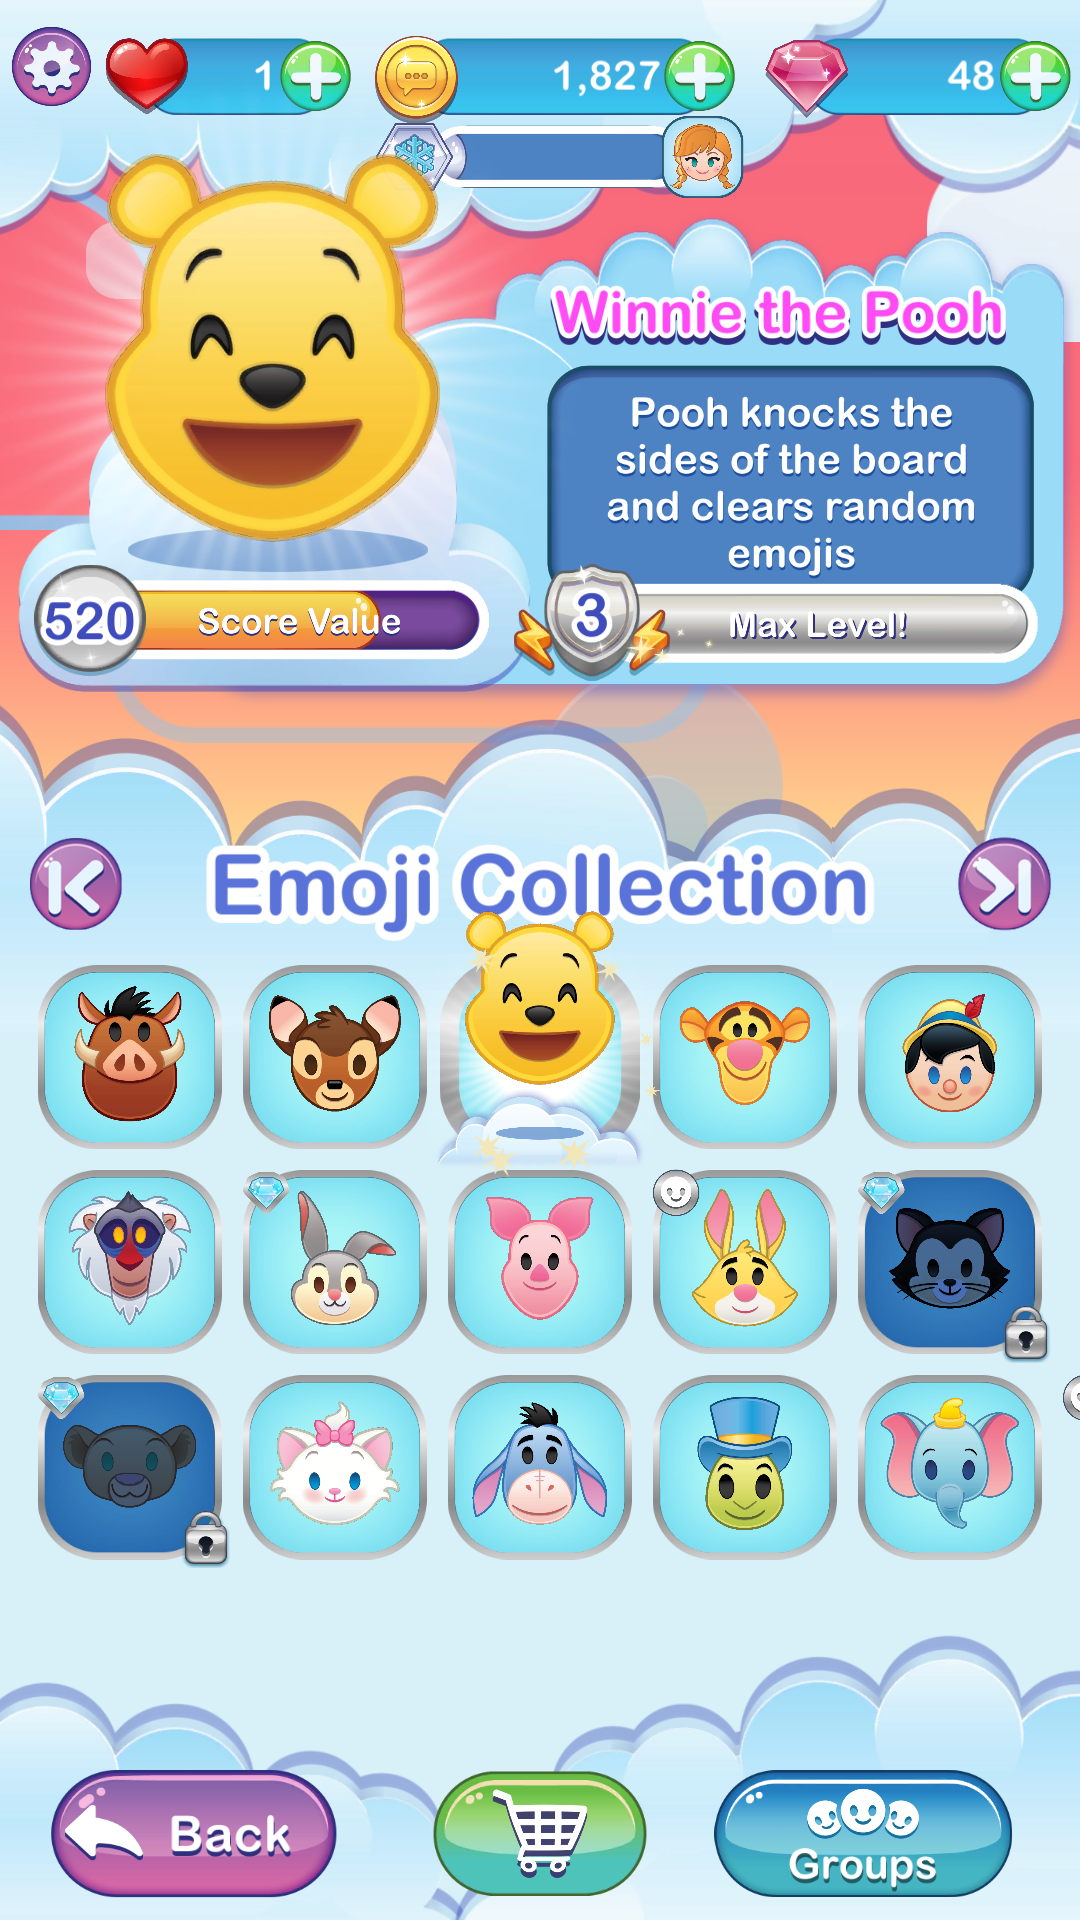 1
1,827
48
Winnie the Pooh
Pooh knocks the
sides of the board
and clears random
emojis
520
Score Value
3
Max Level!
Emoji Collection
Back
Groups